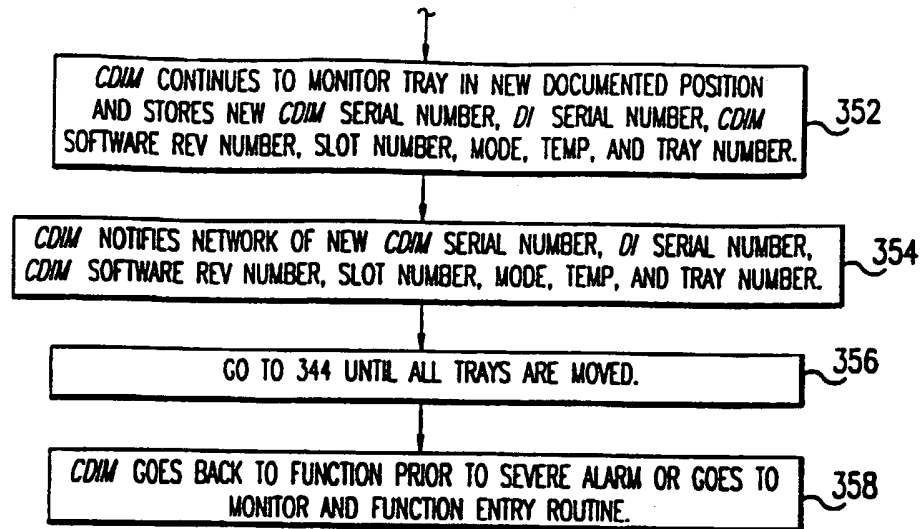 CDIM CONTINUES TO MONITOR TRAY IN NEW DOCUMENTED POSITION
AND STORES NEW CDIM SERIAL NUMBER, DI SERIAL NUMBER, CDIM
SOFTWARE REV NUMBER, SLOT NUMBER, MODE, TEMP, AND TRAY NUMBER.
352
CDIM NOTIFIES NETWORK OF NEW CDIM SERIAL NUMBER, DI SERIAL NUMBER,
CDIM SOFTWARE REV NUMBER, SLOT NUMBER, MODE, TEMP, AND TRAY NUMBER.
354
GO TO 344 UNTIL ALL TRAYS ARE MOVED.
356
CDIM GOES BACK TO FUNCTION PRIOR TO SEVERE ALARM OR GOES TO
MONITOR AND FUNCTION ENTRY ROUTINE.
358